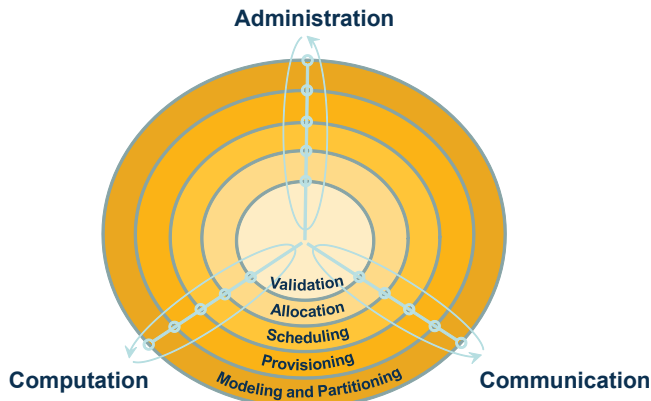 Administration
Validation
Allocation
Scheduling
Provisioning
Modeling and Partitioning
Computation
Communication